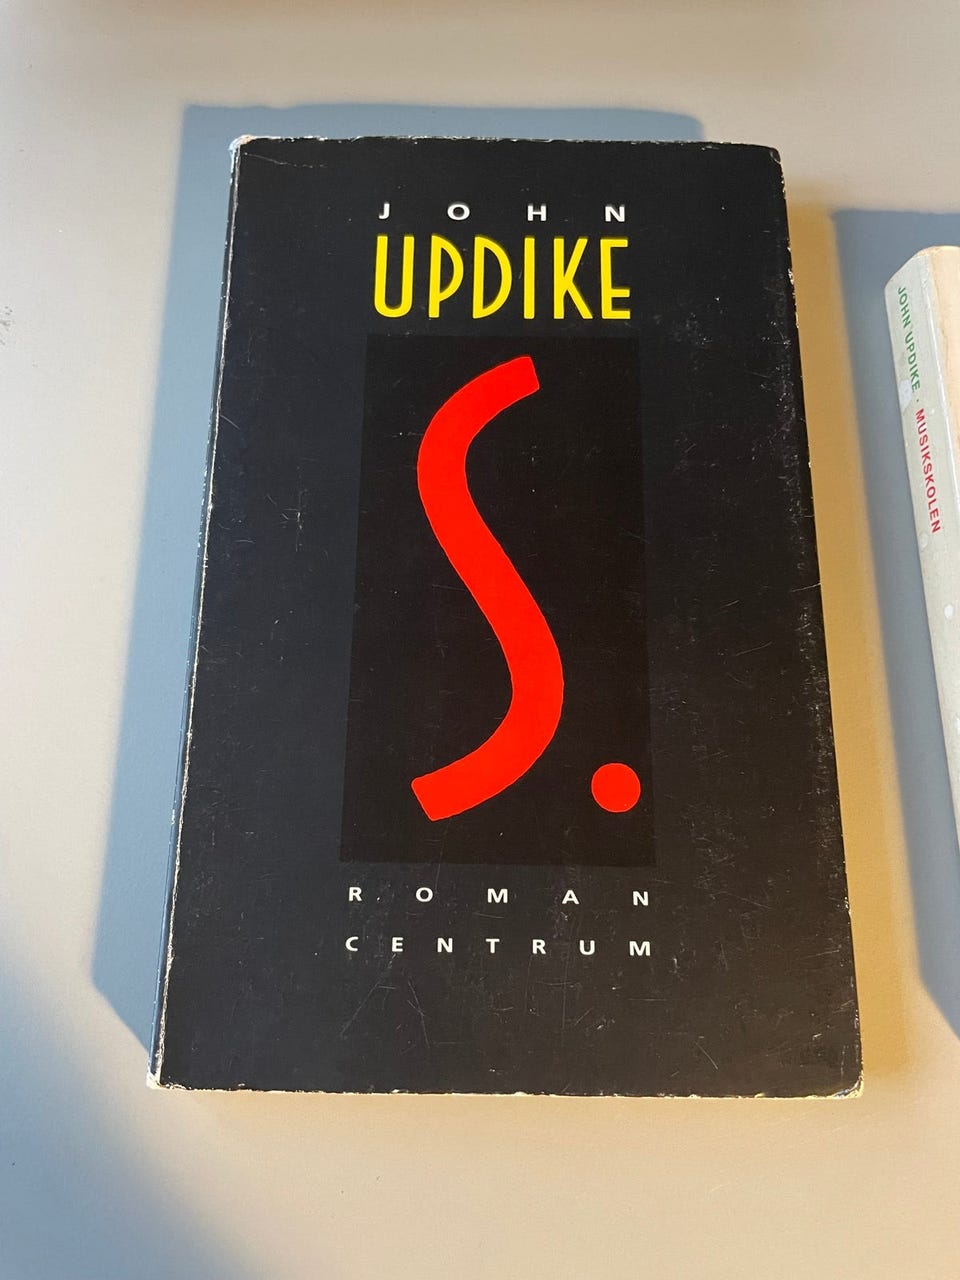 JOHN
UPDIKE
S.
ROMAN
CENTRUM
JOHN UPDIKE · MUSIKSKOLEN